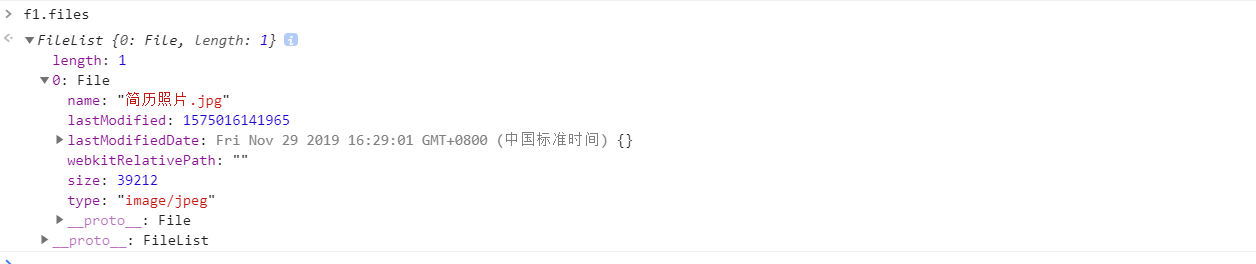 f1.files
FileList {0: File, length: 1} i
length: 1
0: File
name: "简历照片.jpg"
lastModified: 1575016141965
lastModifiedDate: Fri Nov 29 2019 16:29:01 GMT+0800 (中国标准时间) {}
webkitRelativePath: ""
size: 39212
type: "image/jpeg"
__proto__: File
__proto__: FileList